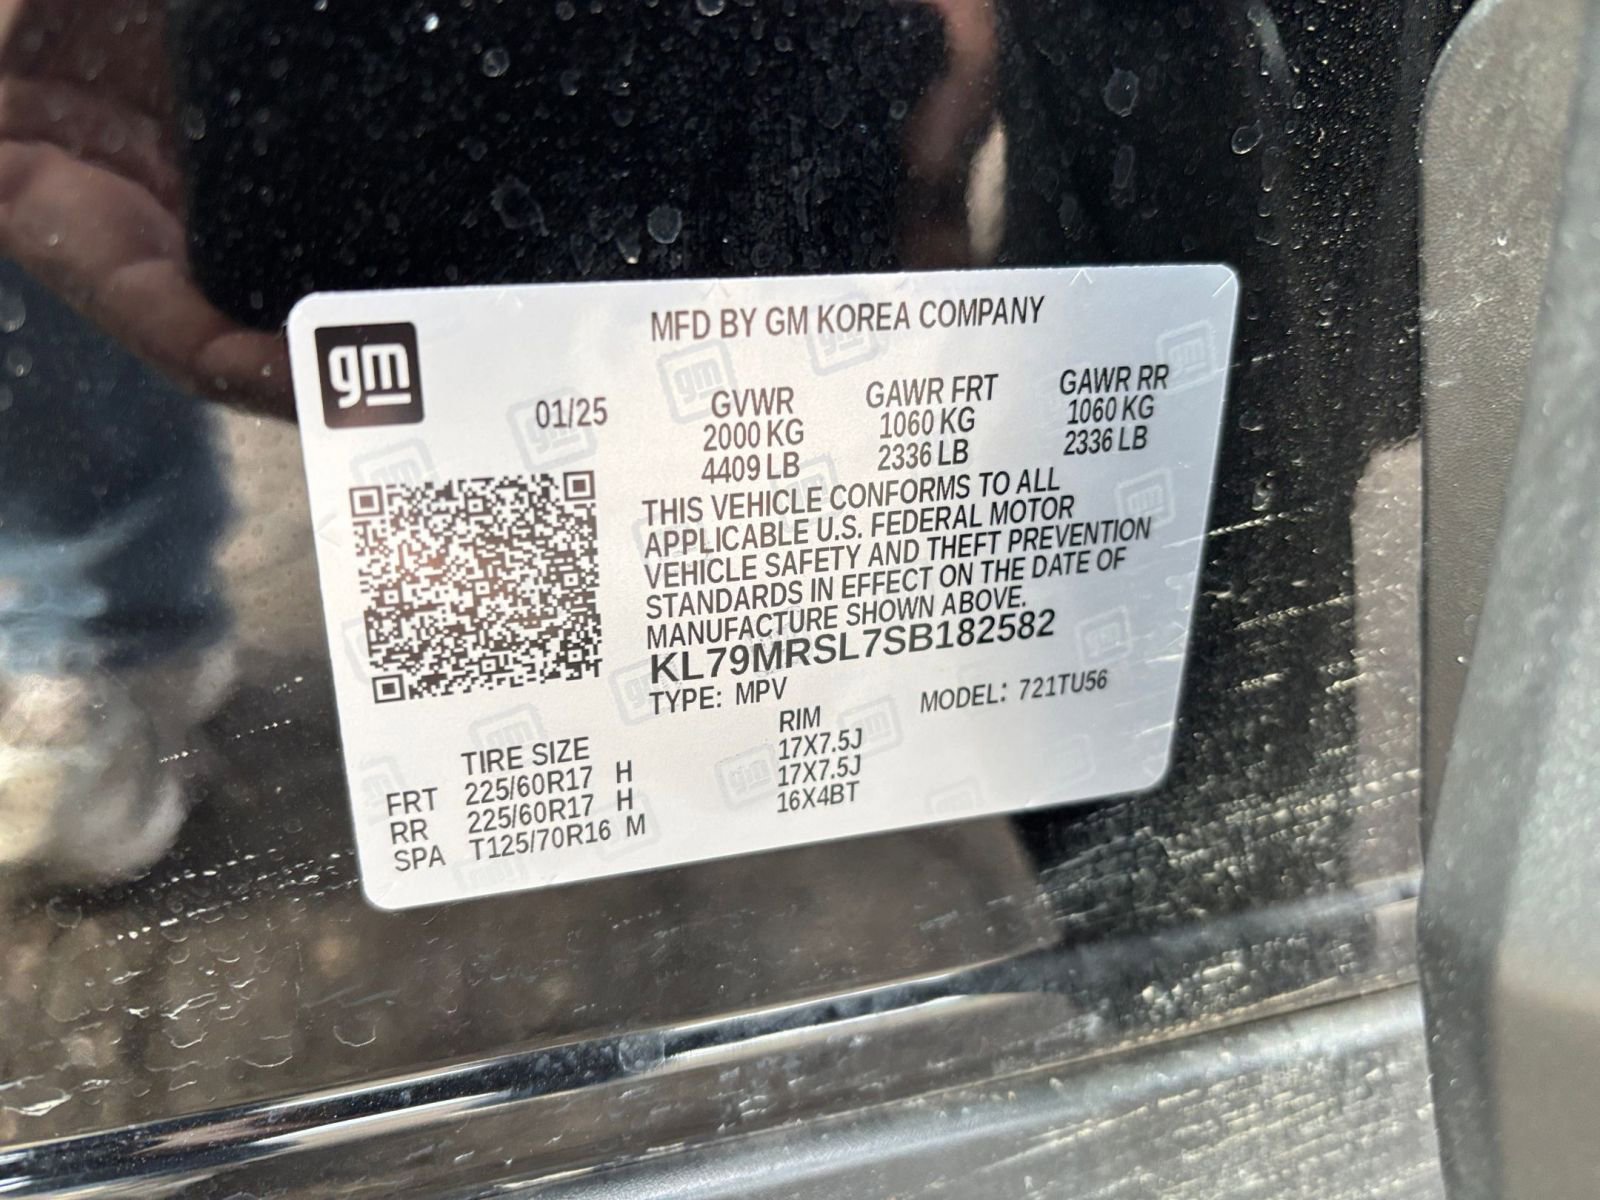 gm
MFD BY GM KOREA COMPANY
01/25 GVWR GAWR FRT GAWR RR
2000 KG 1060 KG 1060 KG
4409 LB 2336 LB 2336 LB
THIS VEHICLE CONFORMS TO ALL
APPLICABLE U.S. FEDERAL MOTOR
VEHICLE SAFETY AND THEFT PREVENTION
STANDARDS IN EFFECT ON THE DATE OF
MANUFACTURE SHOWN ABOVE.
KL79MRSL7SB182582
TYPE: MPV MODEL: 721TU56
TIRE SIZE RIM
FRT 225/60R17 H 17X7.5J
RR 225/60R17 H 17X7.5J
SPA T125/70R16 M 16X4BT